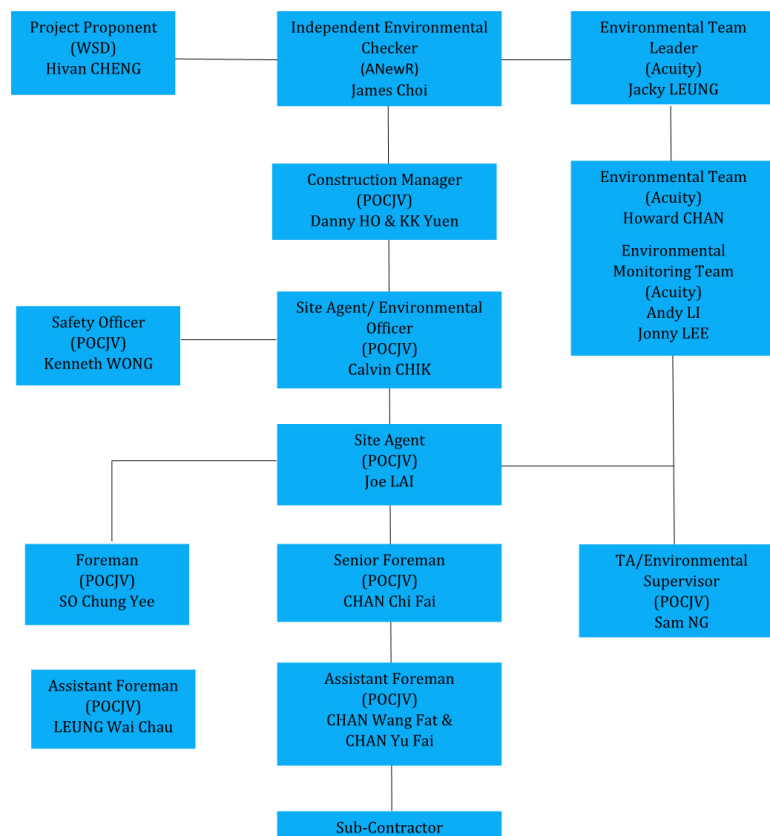 Project Proponent
(WSD)
Hivan CHENG
Independent Environmental
Checker
(ANewR)
James Choi
Environmental Team
Leader
(Acuity)
Jacky LEUNG
Construction Manager
(POCJV)
Danny HO & KK Yuen
Environmental Team
(Acuity)
Howard CHAN
Environmental
Monitoring Team
(Acuity)
Andy LI
Jonny LEE
Safety Officer
(POCJV)
Kenneth WONG
Site Agent/ Environmental
Officer
(POCJV)
Calvin CHIK
Site Agent
(POCJV)
Joe LAI
Foreman
(POCJV)
SO Chung Yee
Senior Foreman
(POCJV)
CHAN Chi Fai
TA/Environmental
Supervisor
(POCJV)
Sam NG
Assistant Foreman
(POCJV)
LEUNG Wai Chau
Assistant Foreman
(POCJV)
CHAN Wang Fat &
CHAN Yu Fai
Sub-Contractor